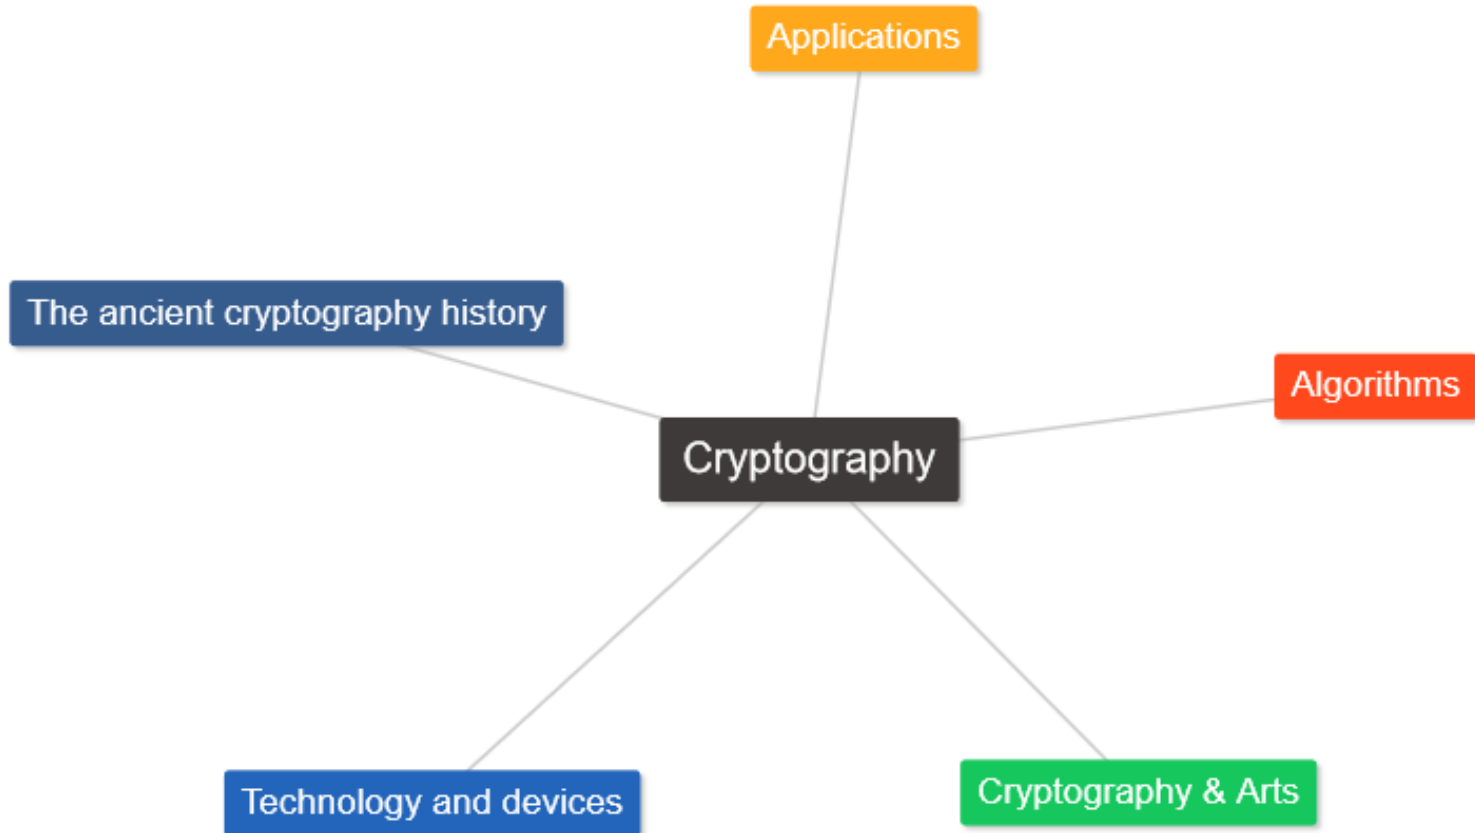 Applications
The ancient cryptography history
Algorithms
Cryptography
Technology and devices
Cryptography & Arts